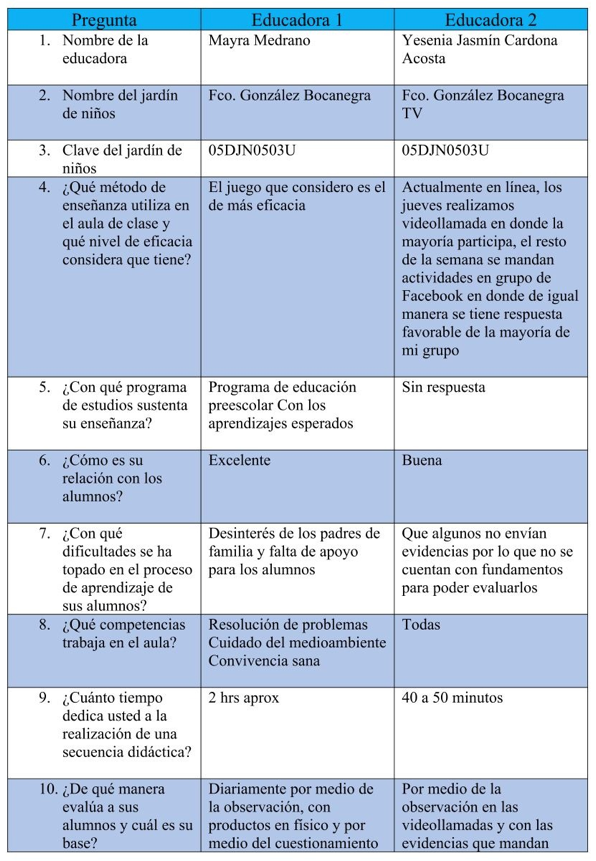 Pregunta Educadora 1 Educadora 2
1. Nombre de la educadora
Mayra Medrano
Yesenia Jasmín Cardona
Acosta
2. Nombre del jardín
de niños
Fco. González Bocanegra
Fco. González Bocanegra
TV
3. Clave del jardín de
niños
05DJN0503U
05DJN0503U
4. ¿Qué método de
enseñanza utiliza en
el aula de clase y
qué nivel de eficacia
considera que tiene?
El juego que considero es el
de más eficacia
Actualmente en línea, los
jueves realizamos
videollamada en donde la
mayoría participa, el resto
de la semana se mandan
actividades en grupo de
Facebook en donde de igual
manera se tiene respuesta
favorable de la mayoría de
mi grupo
5. ¿Con qué programa
de estudios sustenta
su enseñanza?
Programa de educación
preescolar Con los
aprendizajes esperados
Sin respuesta
6. ¿Cómo es su
relación con los
alumnos?
Excelente
Buena
7. ¿Con qué
dificultades se ha
topado en el proceso
de aprendizaje de
sus alumnos?
Desinterés de los padres de
familia y falta de apoyo
para los alumnos
Que algunos no envían
evidencias por lo que no se
cuentan con fundamentos
para poder evaluarlos
8. ¿Qué competencias
trabaja en el aula?
Resolución de problemas
Cuidado del medioambiente
Convivencia sana
Todas
9. ¿Cuánto tiempo
dedica usted a la
realización de una
secuencia didáctica?
2 hrs aprox
40 a 50 minutos
10. ¿De qué manera
evalúa a sus
alumnos y cuál es su
base?
Diariamente por medio de
la observación, con
productos en físico y por
medio del cuestionamiento
Por medio de la
observación en las
videollamadas y con las
evidencias que mandan